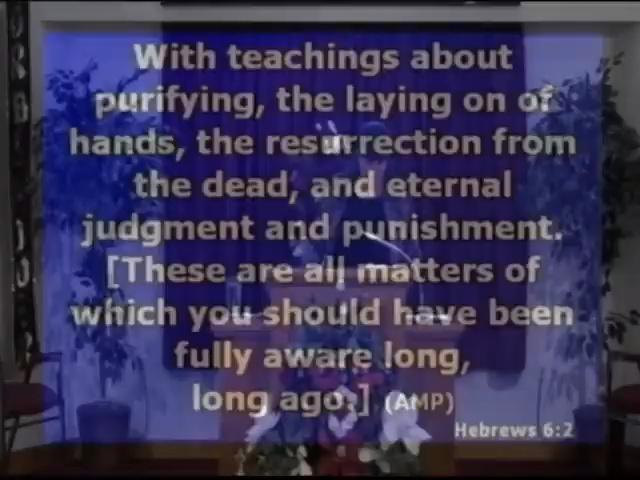 With teachings about
purifying, the laying on of
hands, the resurrection from
the dead, and eternal
judgment and punishment.
[These are all matters of
which you should have been
fully aware long,
long ago.] (AMP)
Hebrews 6:2